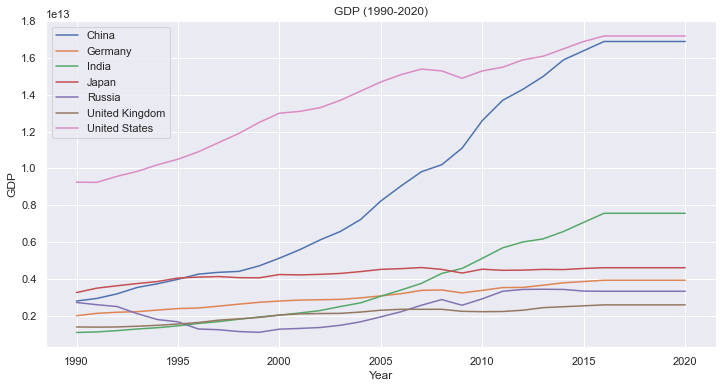 GDP (1990-2020)
1e13
China
Germany
India
Japan
Russia
United Kingdom
United States
1.8
1.6
1.4
1.2
1.0
0.8
0.6
0.4
0.2
GDP
1990 1995 2000 2005 2010 2015 2020
Year